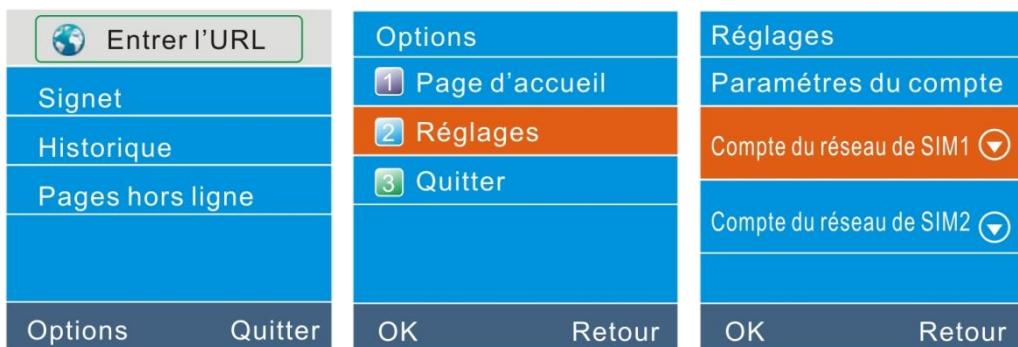 Entrer l’URL
Signet
Historique
Pages hors ligne
Options Quitter
Options
1 Page d’accueil
2 Réglages
3 Quitter
OK Retour
Réglages
Paramétres du compte
Compte du réseau de SIM1
Compte du réseau de SIM2
OK Retour